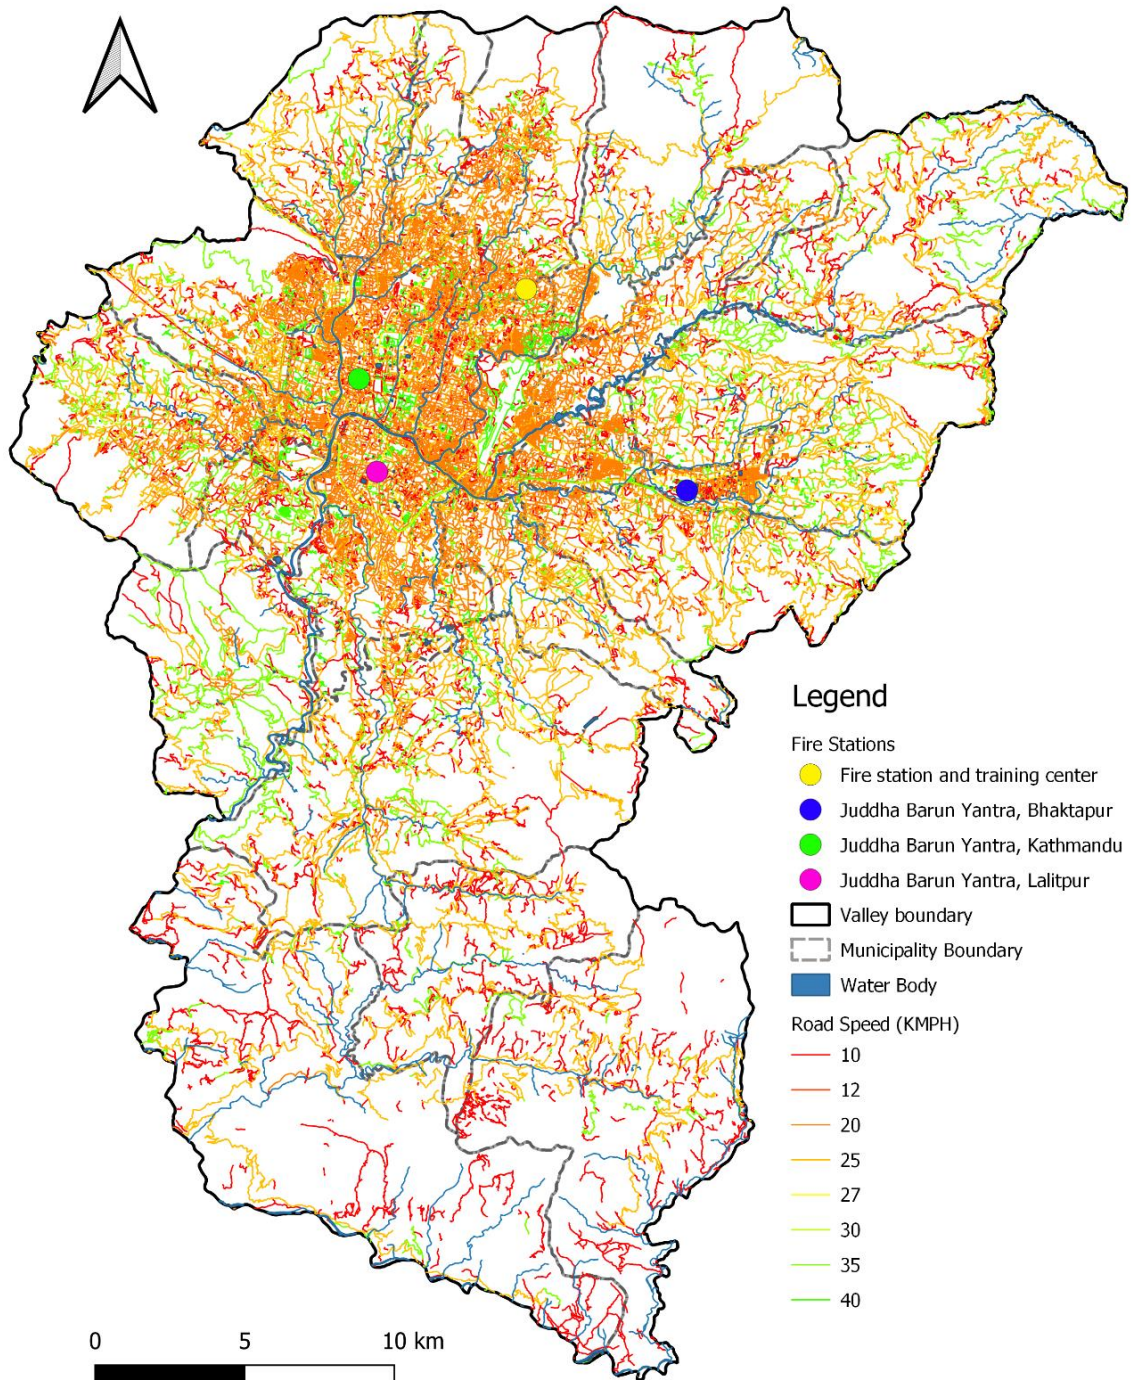 Legend
Fire Stations
Fire station and training center
Juddha Barun Yantra, Bhaktapur
Juddha Barun Yantra, Kathmandu
Juddha Barun Yantra, Lalitpur
Valley boundary
Municipality Boundary
Water Body
Road Speed (KMPH)
10
12
20
25
27
30
35
40
0 5 10 km